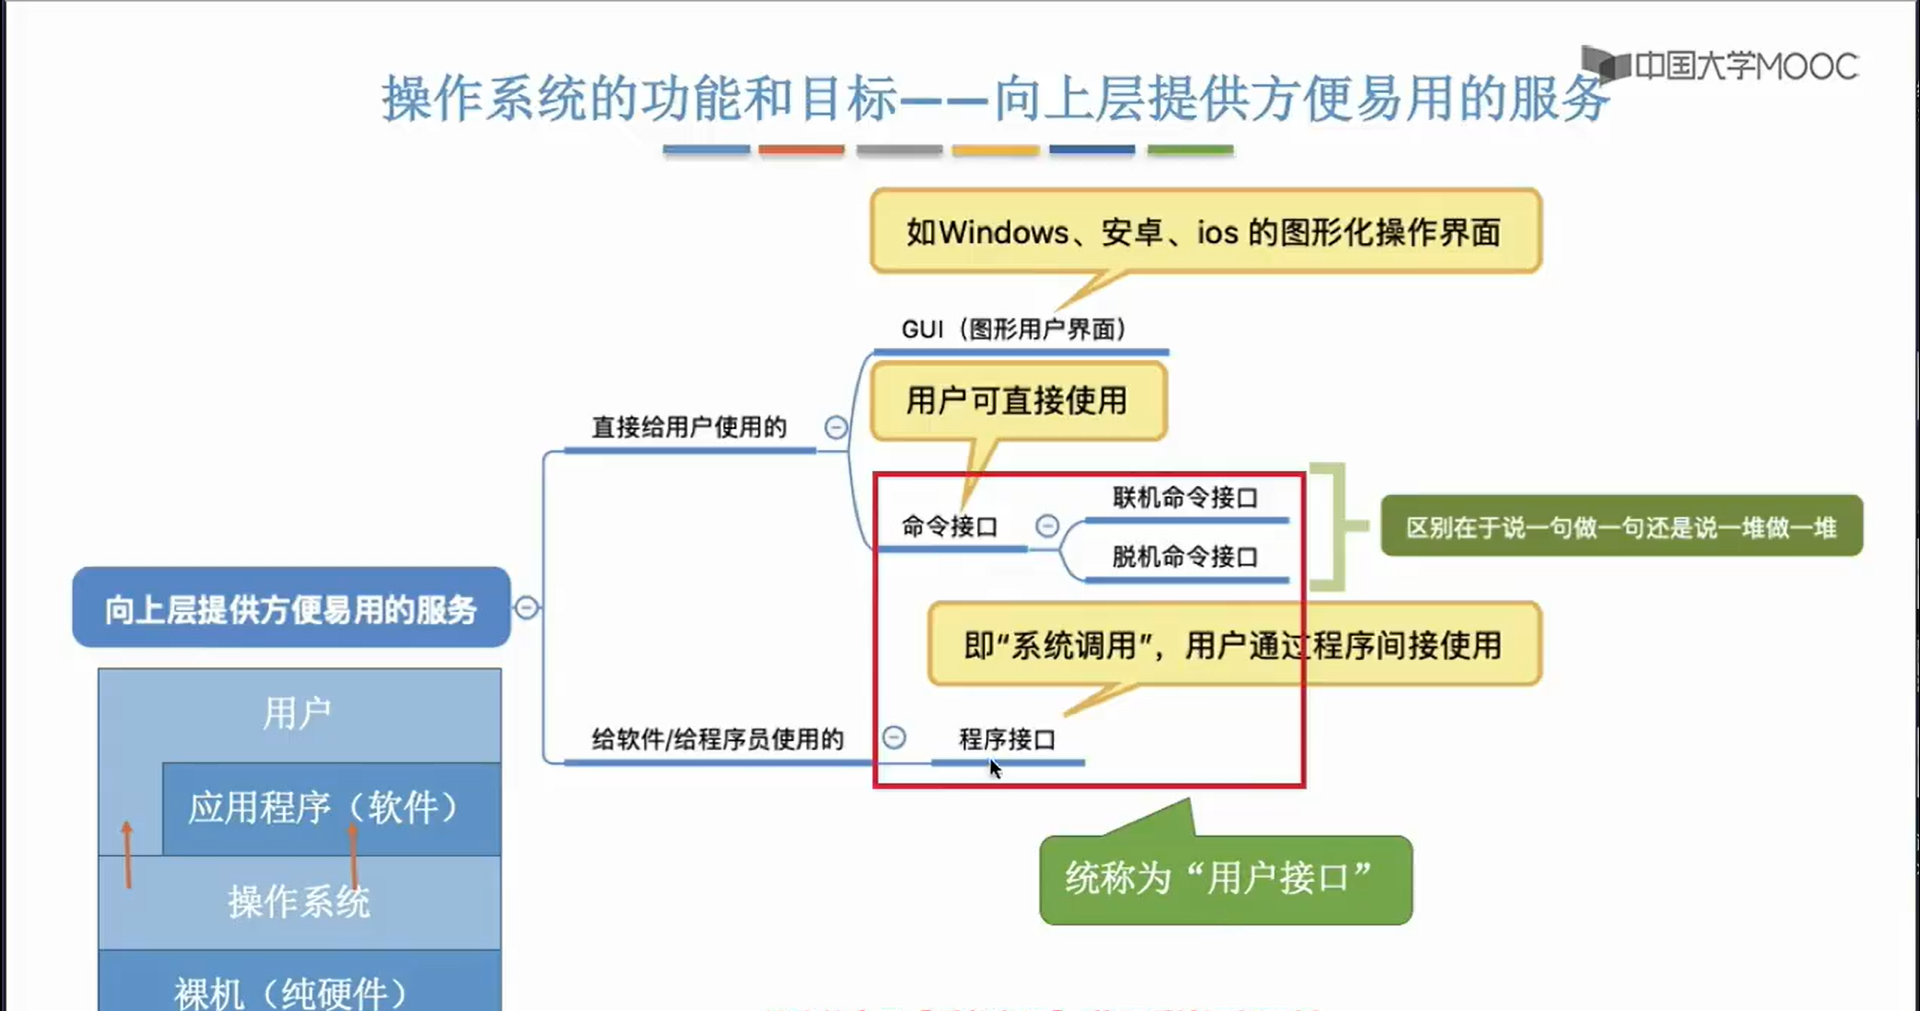 中国大学MOOC
操作系统的功能和目标——向上层提供方便易用的服务
如Windows、安卓、ios 的图形化操作界面
GUI（图形用户界面）
用户可直接使用
直接给用户使用的
联机命令接口
命令接口
区别在于说一句做一句还是说一堆做一堆
脱机命令接口
向上层提供方便易用的服务
即“系统调用”，用户通过程序间接使用
用户
给软件/给程序员使用的
程序接口
应用程序（软件）
统称为“用户接口”
操作系统
裸机（纯硬件）